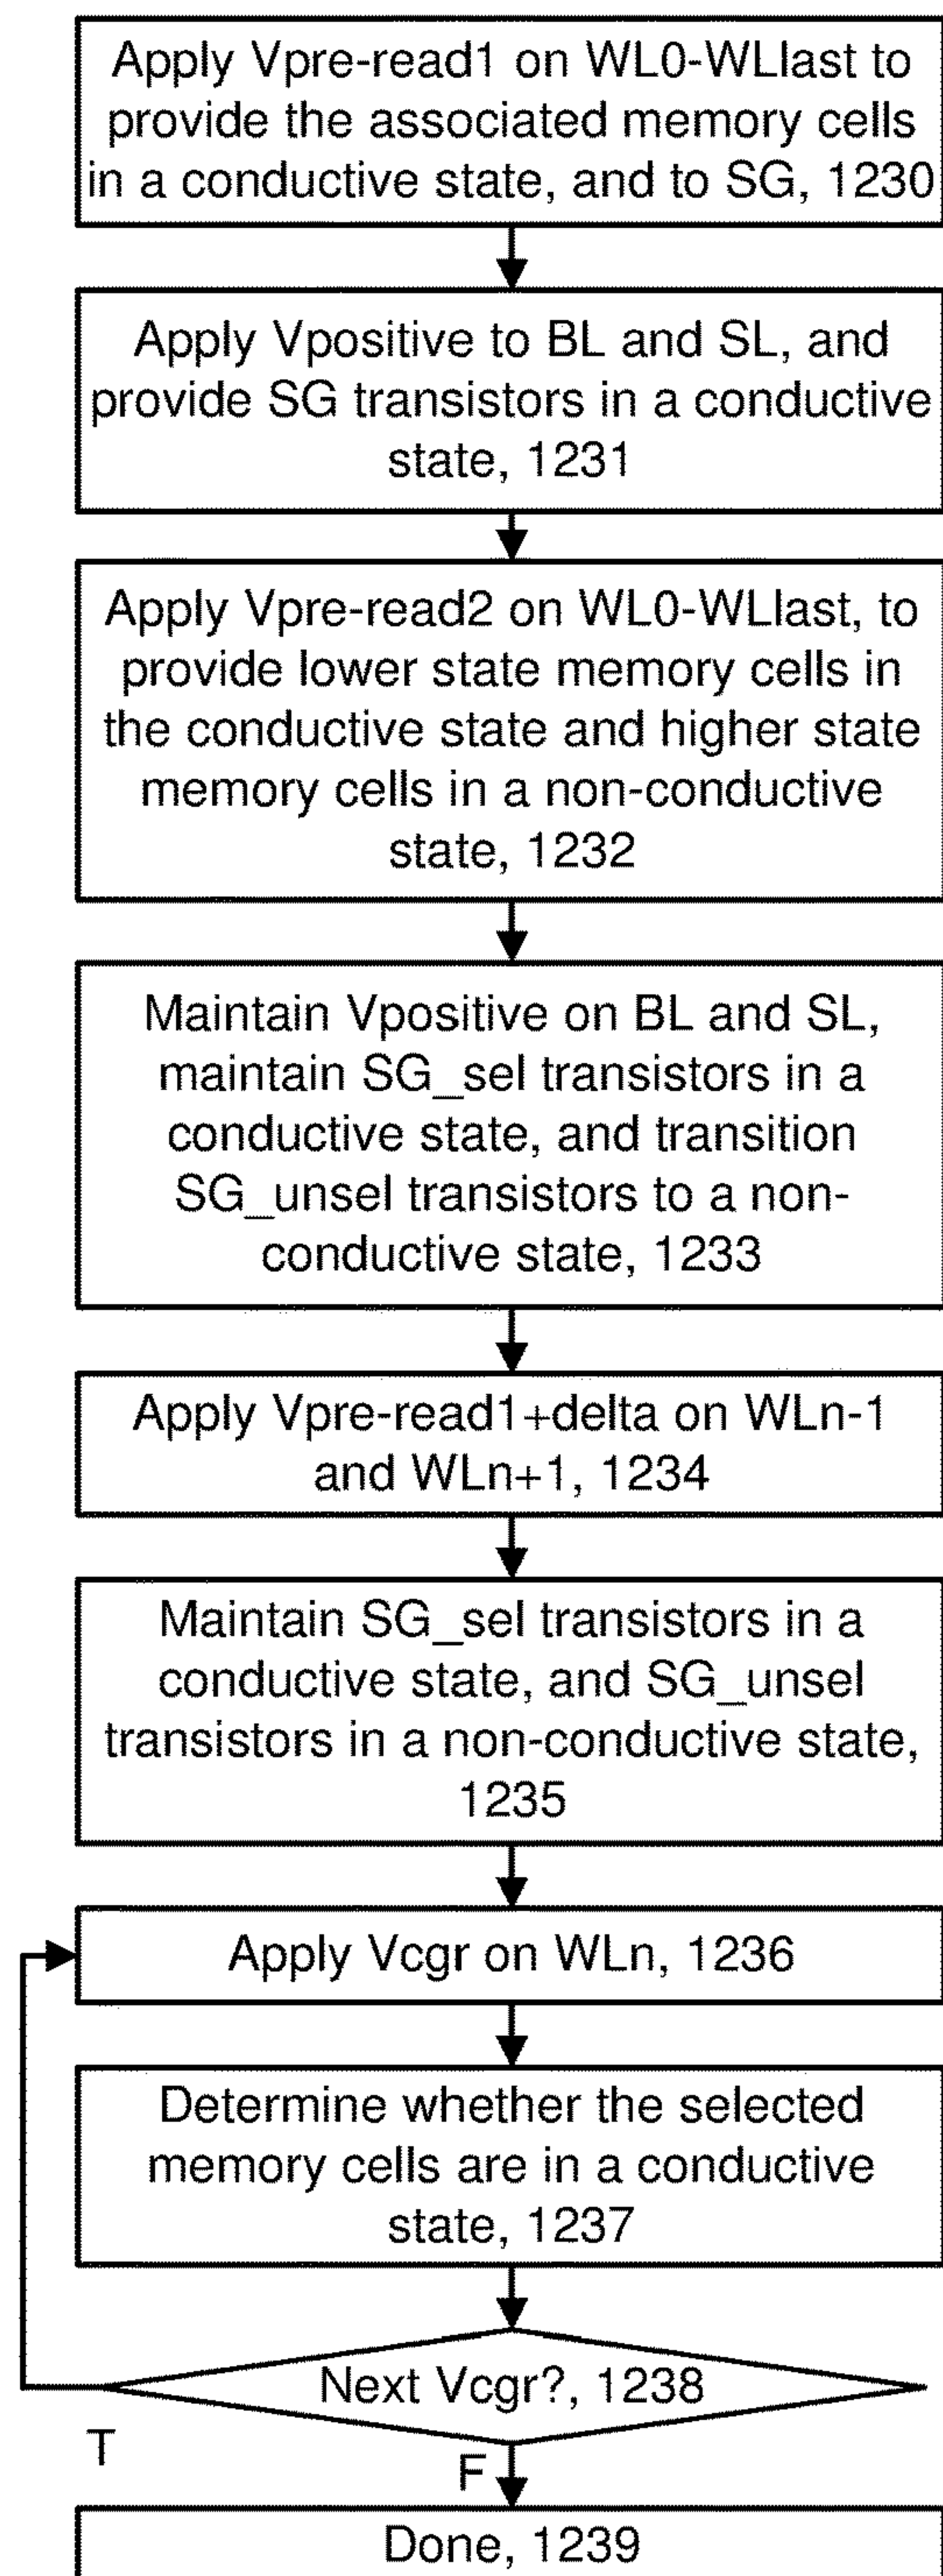 Apply Vpre-read1 on WL0-WLlast to
provide the associated memory cells
in a conductive state, and to SG, 1230
Apply Vpositive to BL and SL, and
provide SG transistors in a conductive
state, 1231
Apply Vpre-read2 on WL0-WLlast, to
provide lower state memory cells in
the conductive state and higher state
memory cells in a non-conductive
state, 1232
Maintain Vpositive on BL and SL,
maintain SG_sel transistors in a
conductive state, and transition
SG_unsel transistors to a non-
conductive state, 1233
Apply Vpre-read1+delta on WLn-1
and WLn+1, 1234
Maintain SG_sel transistors in a
conductive state, and SG_unsel
transistors in a non-conductive state,
1235
Apply Vcgr on WLn, 1236
Determine whether the selected
memory cells are in a conductive
state, 1237
Next Vcgr?, 1238
T
F
Done, 1239